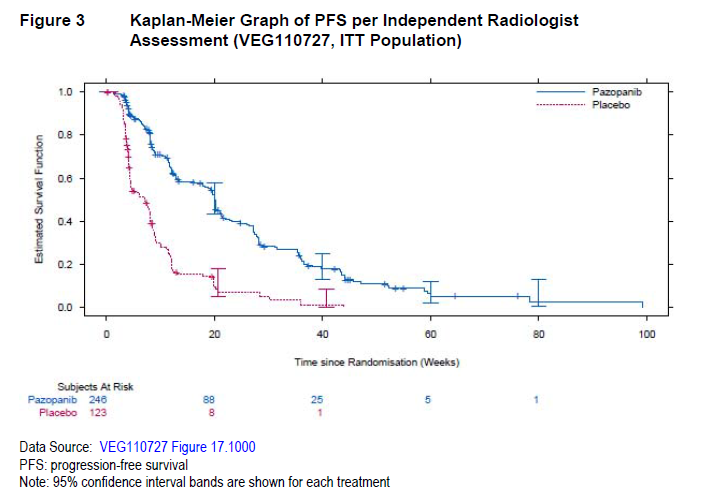 Figure 3 Kaplan-Meier Graph of PFS per Independent Radiologist
Assessment (VEG110727, ITT Population)
Pazopanib
Placebo
1.0
0.8
0.6
0.4
0.2
0.0
Estimated Survival Function
0 20 40 60 80 100
Time since Randomisation (Weeks)
Subjects At Risk
Pazopanib 246 88 25 5 1
Placebo 123 8 1
Data Source: VEG110727 Figure 17.1000
PFS: progression-free survival
Note: 95% confidence interval bands are shown for each treatment